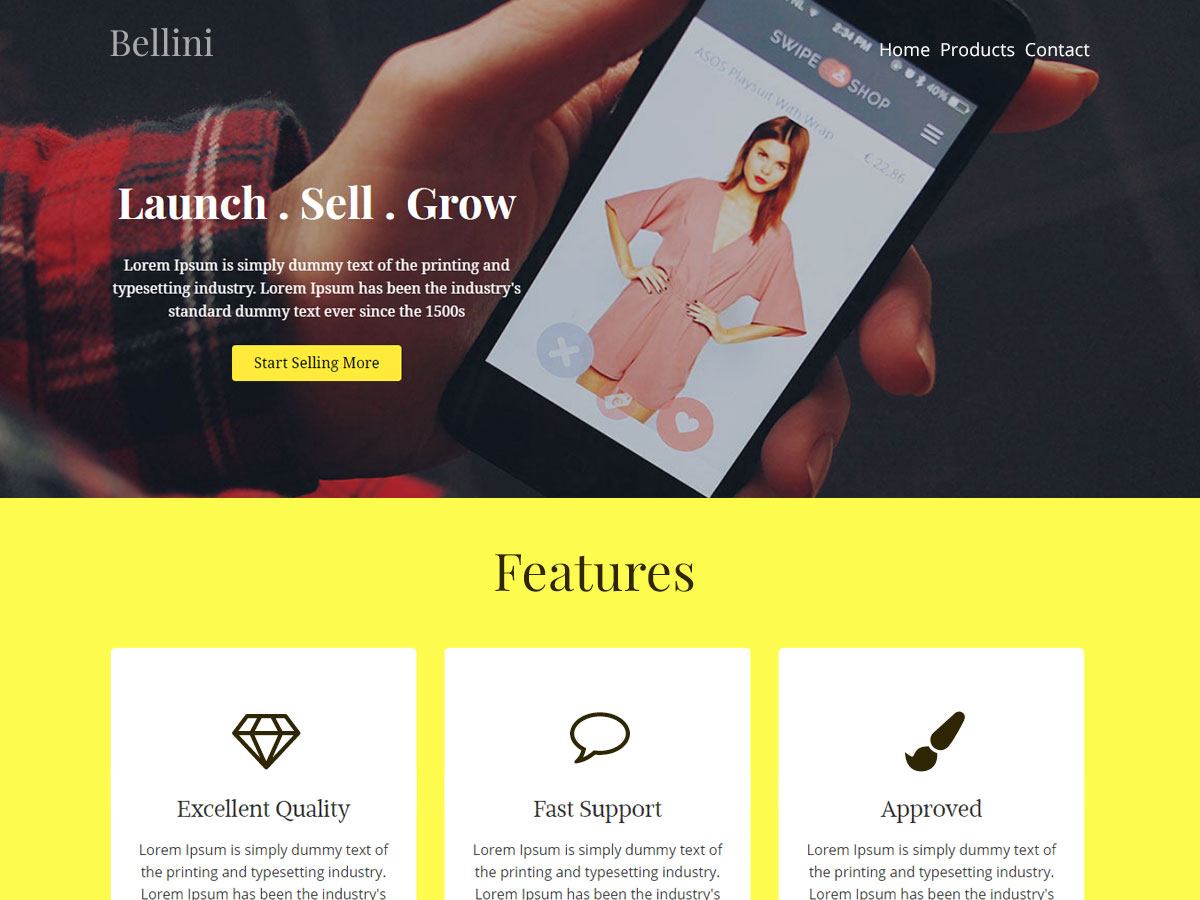 Bellini
Home Products Contact
2:34 PM
40%
SWIPE SHOP
ASOS Playsuit With Wrap
€ 22,86
Launch . Sell . Grow
Lorem Ipsum is simply dummy text of the printing and
typesetting industry. Lorem Ipsum has been the industry's
standard dummy text ever since the 1500s
Start Selling More
Features
Excellent Quality
Lorem Ipsum is simply dummy text of
the printing and typesetting industry.
Lorem Ipsum has been the industry's
Fast Support
Lorem Ipsum is simply dummy text of
the printing and typesetting industry.
Lorem Ipsum has been the industry's
Approved
Lorem Ipsum is simply dummy text of
the printing and typesetting industry.
Lorem Ipsum has been the industry's